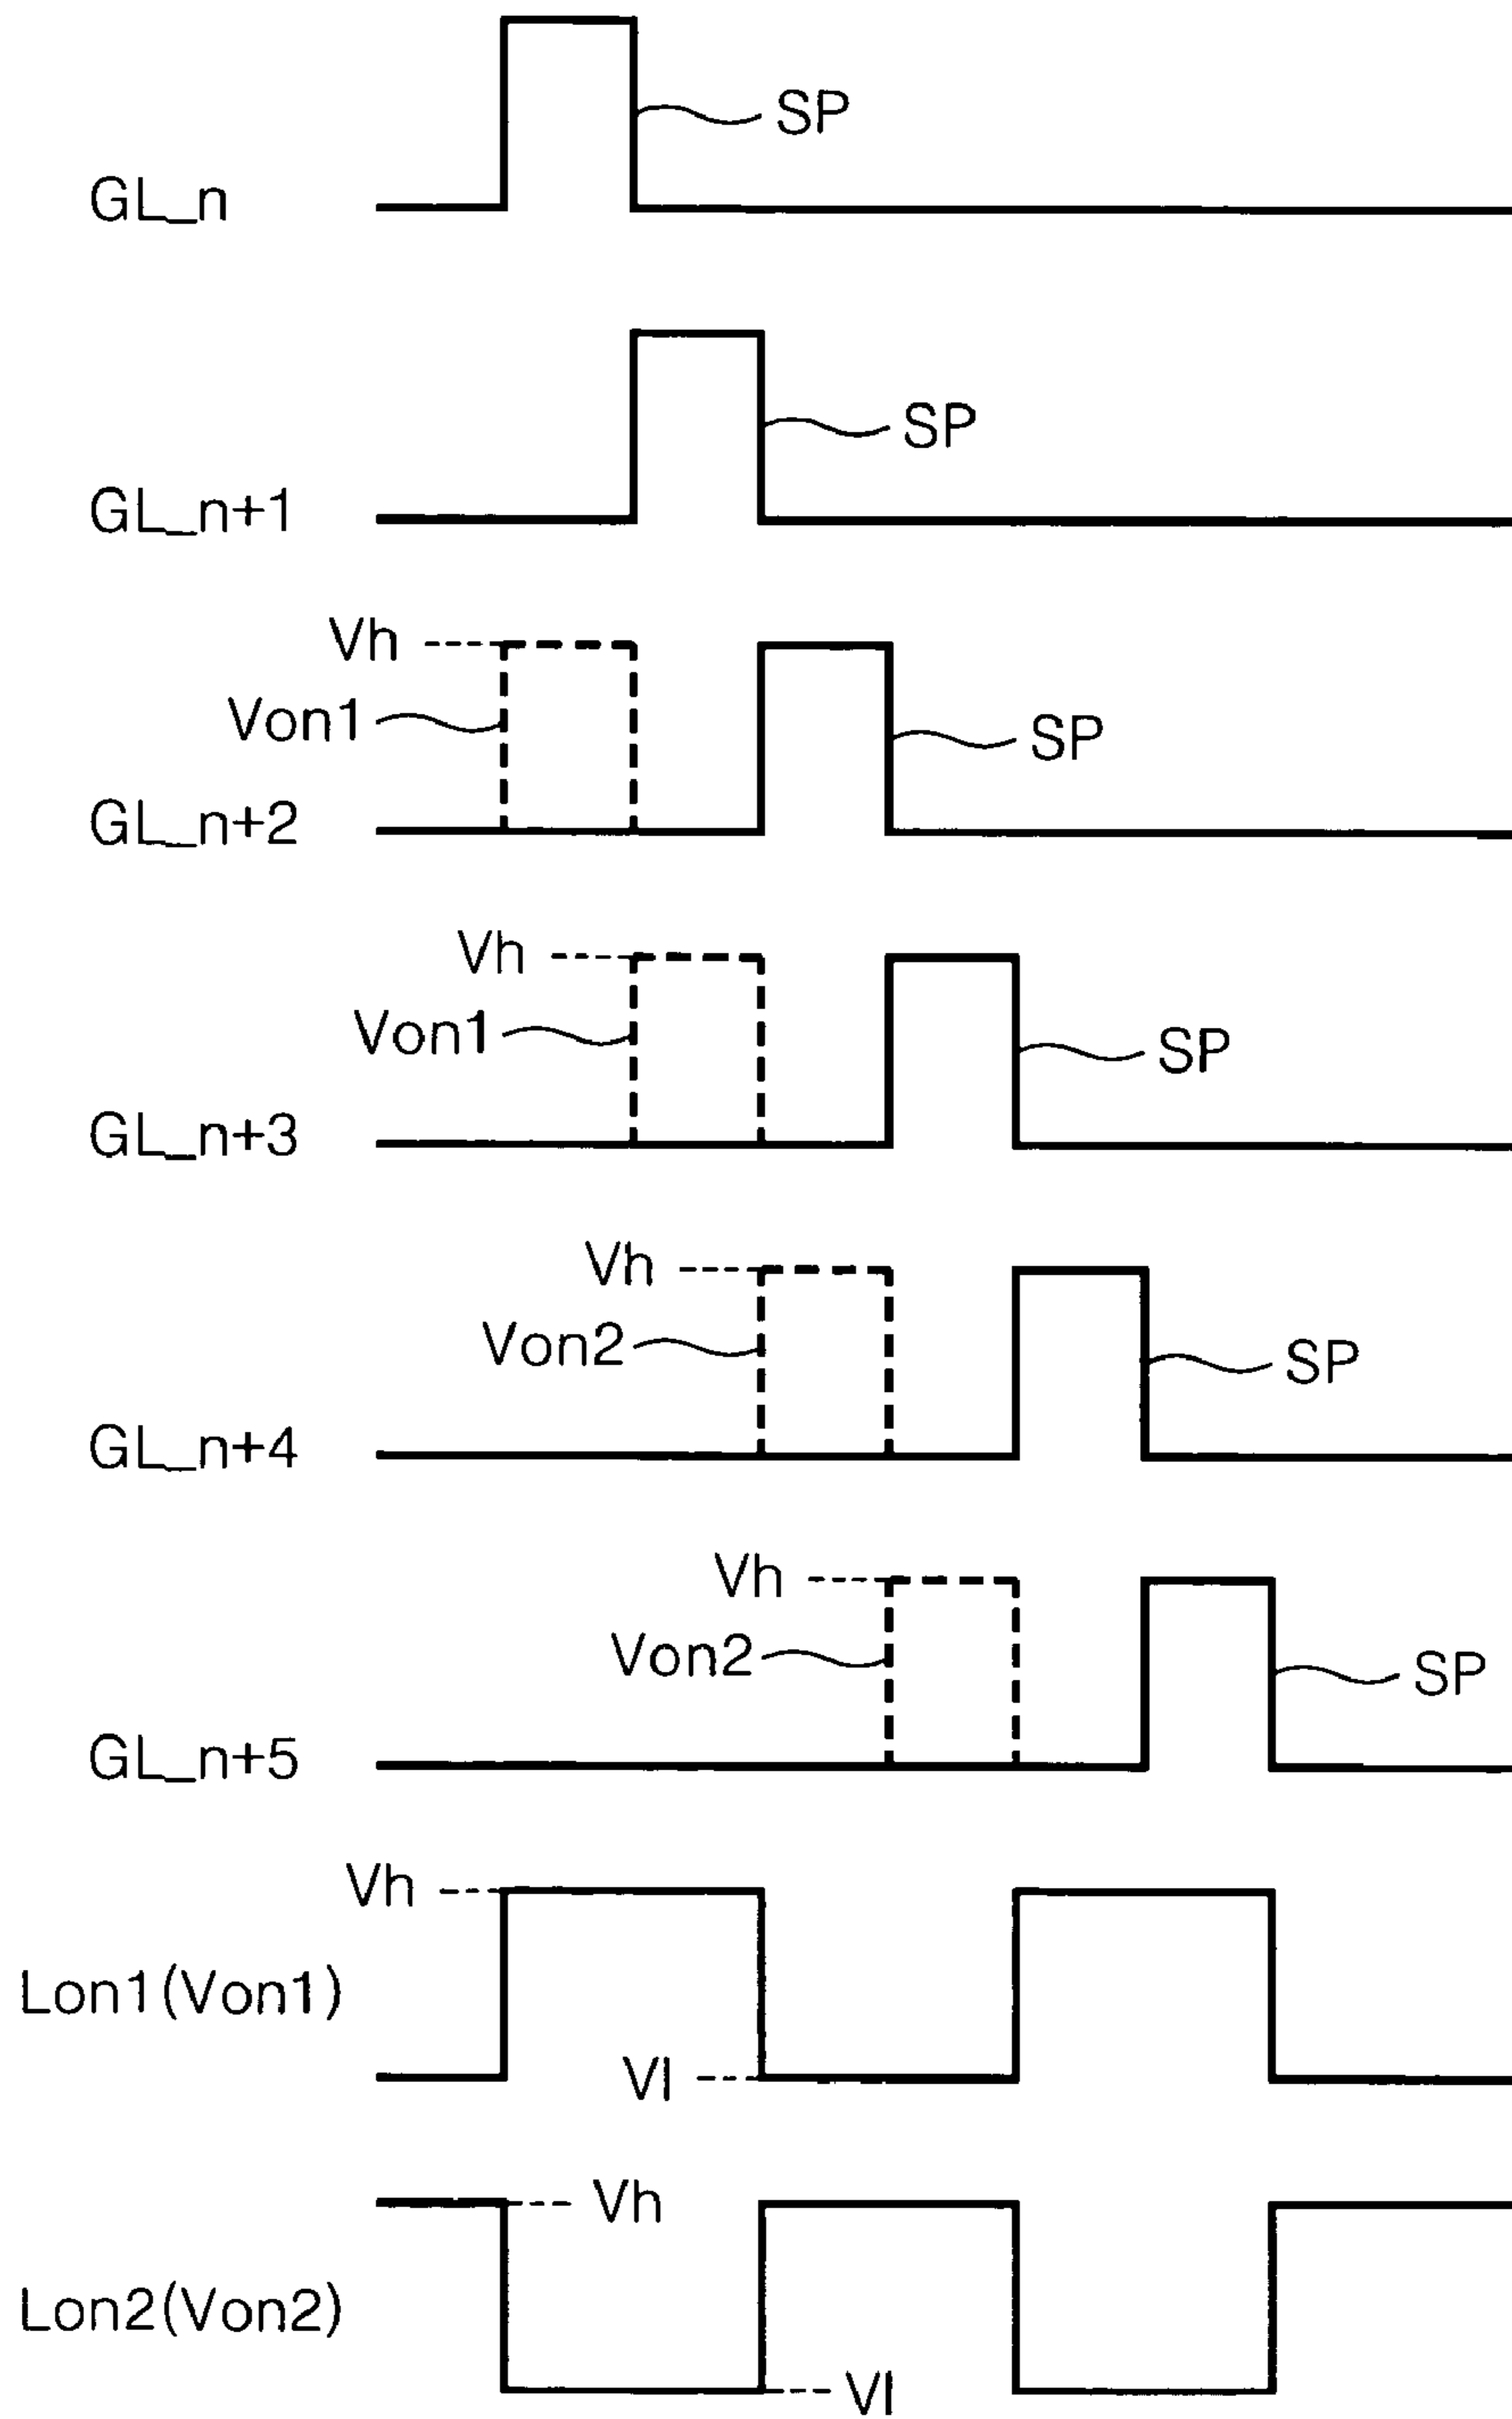 SP
GL_n
SP
GL_n+1
Vh
Von1
SP
GL_n+2
Vh
Von1
SP
GL_n+3
Vh
Von2
SP
GL_n+4
Vh
Von2
SP
GL_n+5
Vh
Lon1(Von1)
Vl
Vh
Lon2(Von2)
Vl